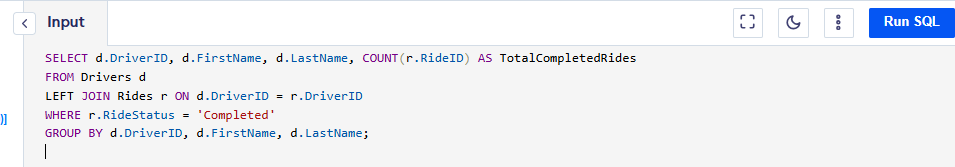 Input
Run SQL
SELECT d.DriverID, d.FirstName, d.LastName, COUNT(r.RideID) AS TotalCompletedRides
FROM Drivers d
LEFT JOIN Rides r ON d.DriverID = r.DriverID
WHERE r.RideStatus = 'Completed'
)]
GROUP BY d.DriverID, d.FirstName, d.LastName;